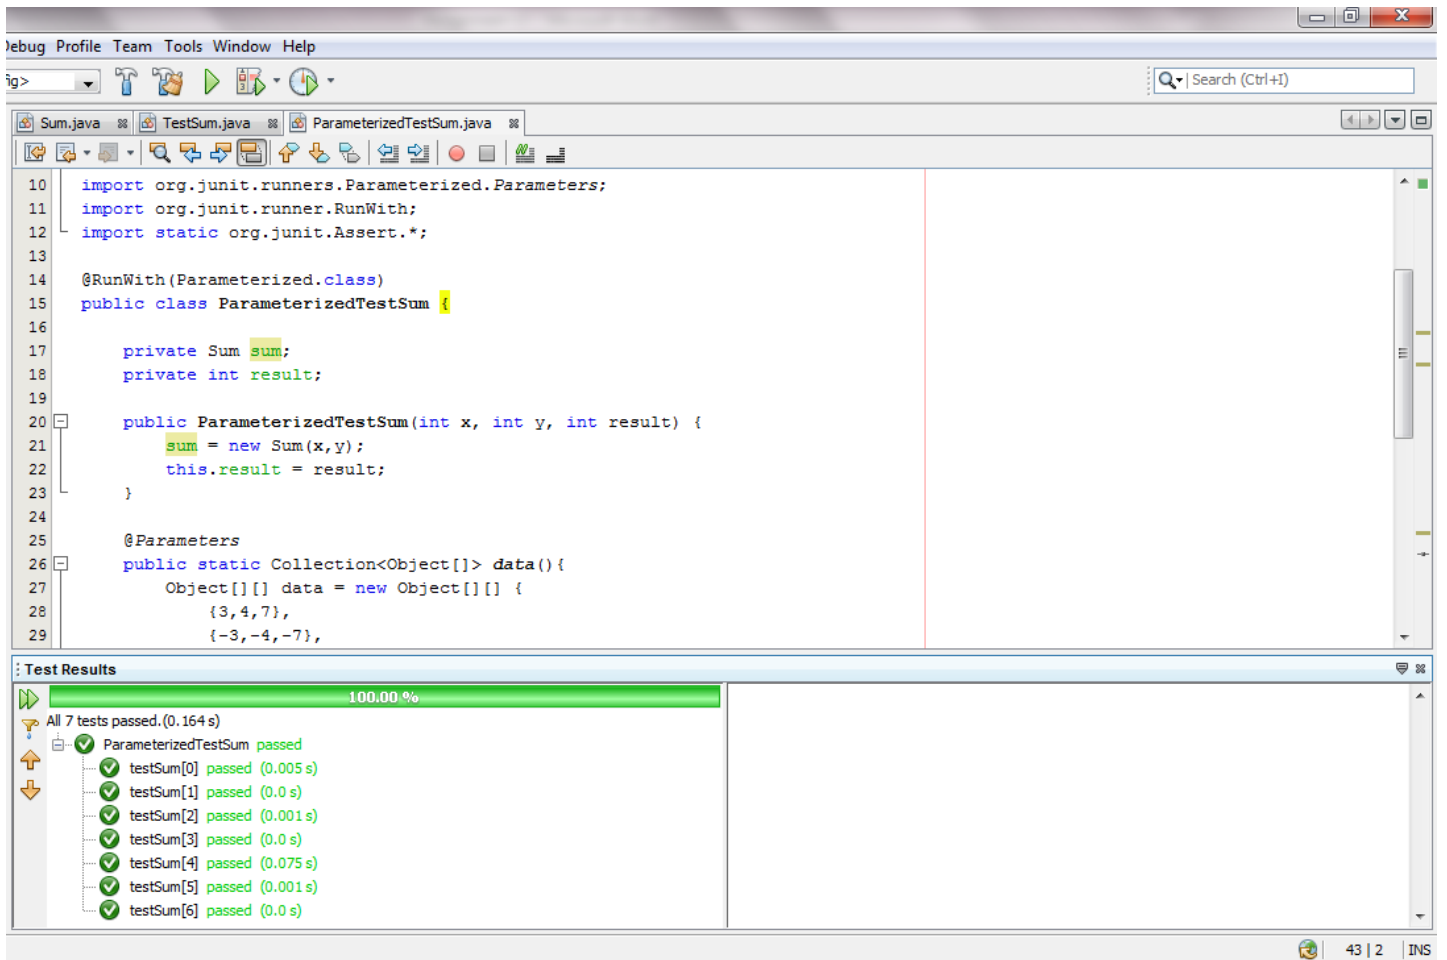 Debug Profile Team Tools Window Help
fig>
Search (Ctrl+I)
Sum.java TestSum.java ParameterizedTestSum.java
10 import org.junit.runners.Parameterized.Parameters;
11 import org.junit.runner.RunWith;
12 import static org.junit.Assert.*;
13
14 @RunWith(Parameterized.class)
15 public class ParameterizedTestSum {
16
17 private Sum sum;
18 private int result;
19
20 public ParameterizedTestSum(int x, int y, int result) {
21 sum = new Sum(x,y);
22 this.result = result;
23 }
24
25 @Parameters
26 public static Collection<Object[]> data(){
27 Object[][] data = new Object[][] {
28 {3,4,7},
29 {-3,-4,-7},
Test Results
100.00 %
All 7 tests passed.(0.164 s)
ParameterizedTestSum passed
testSum[0] passed (0.005 s)
testSum[1] passed (0.0 s)
testSum[2] passed (0.001 s)
testSum[3] passed (0.0 s)
testSum[4] passed (0.075 s)
testSum[5] passed (0.001 s)
testSum[6] passed (0.0 s)
43 | 2 INS